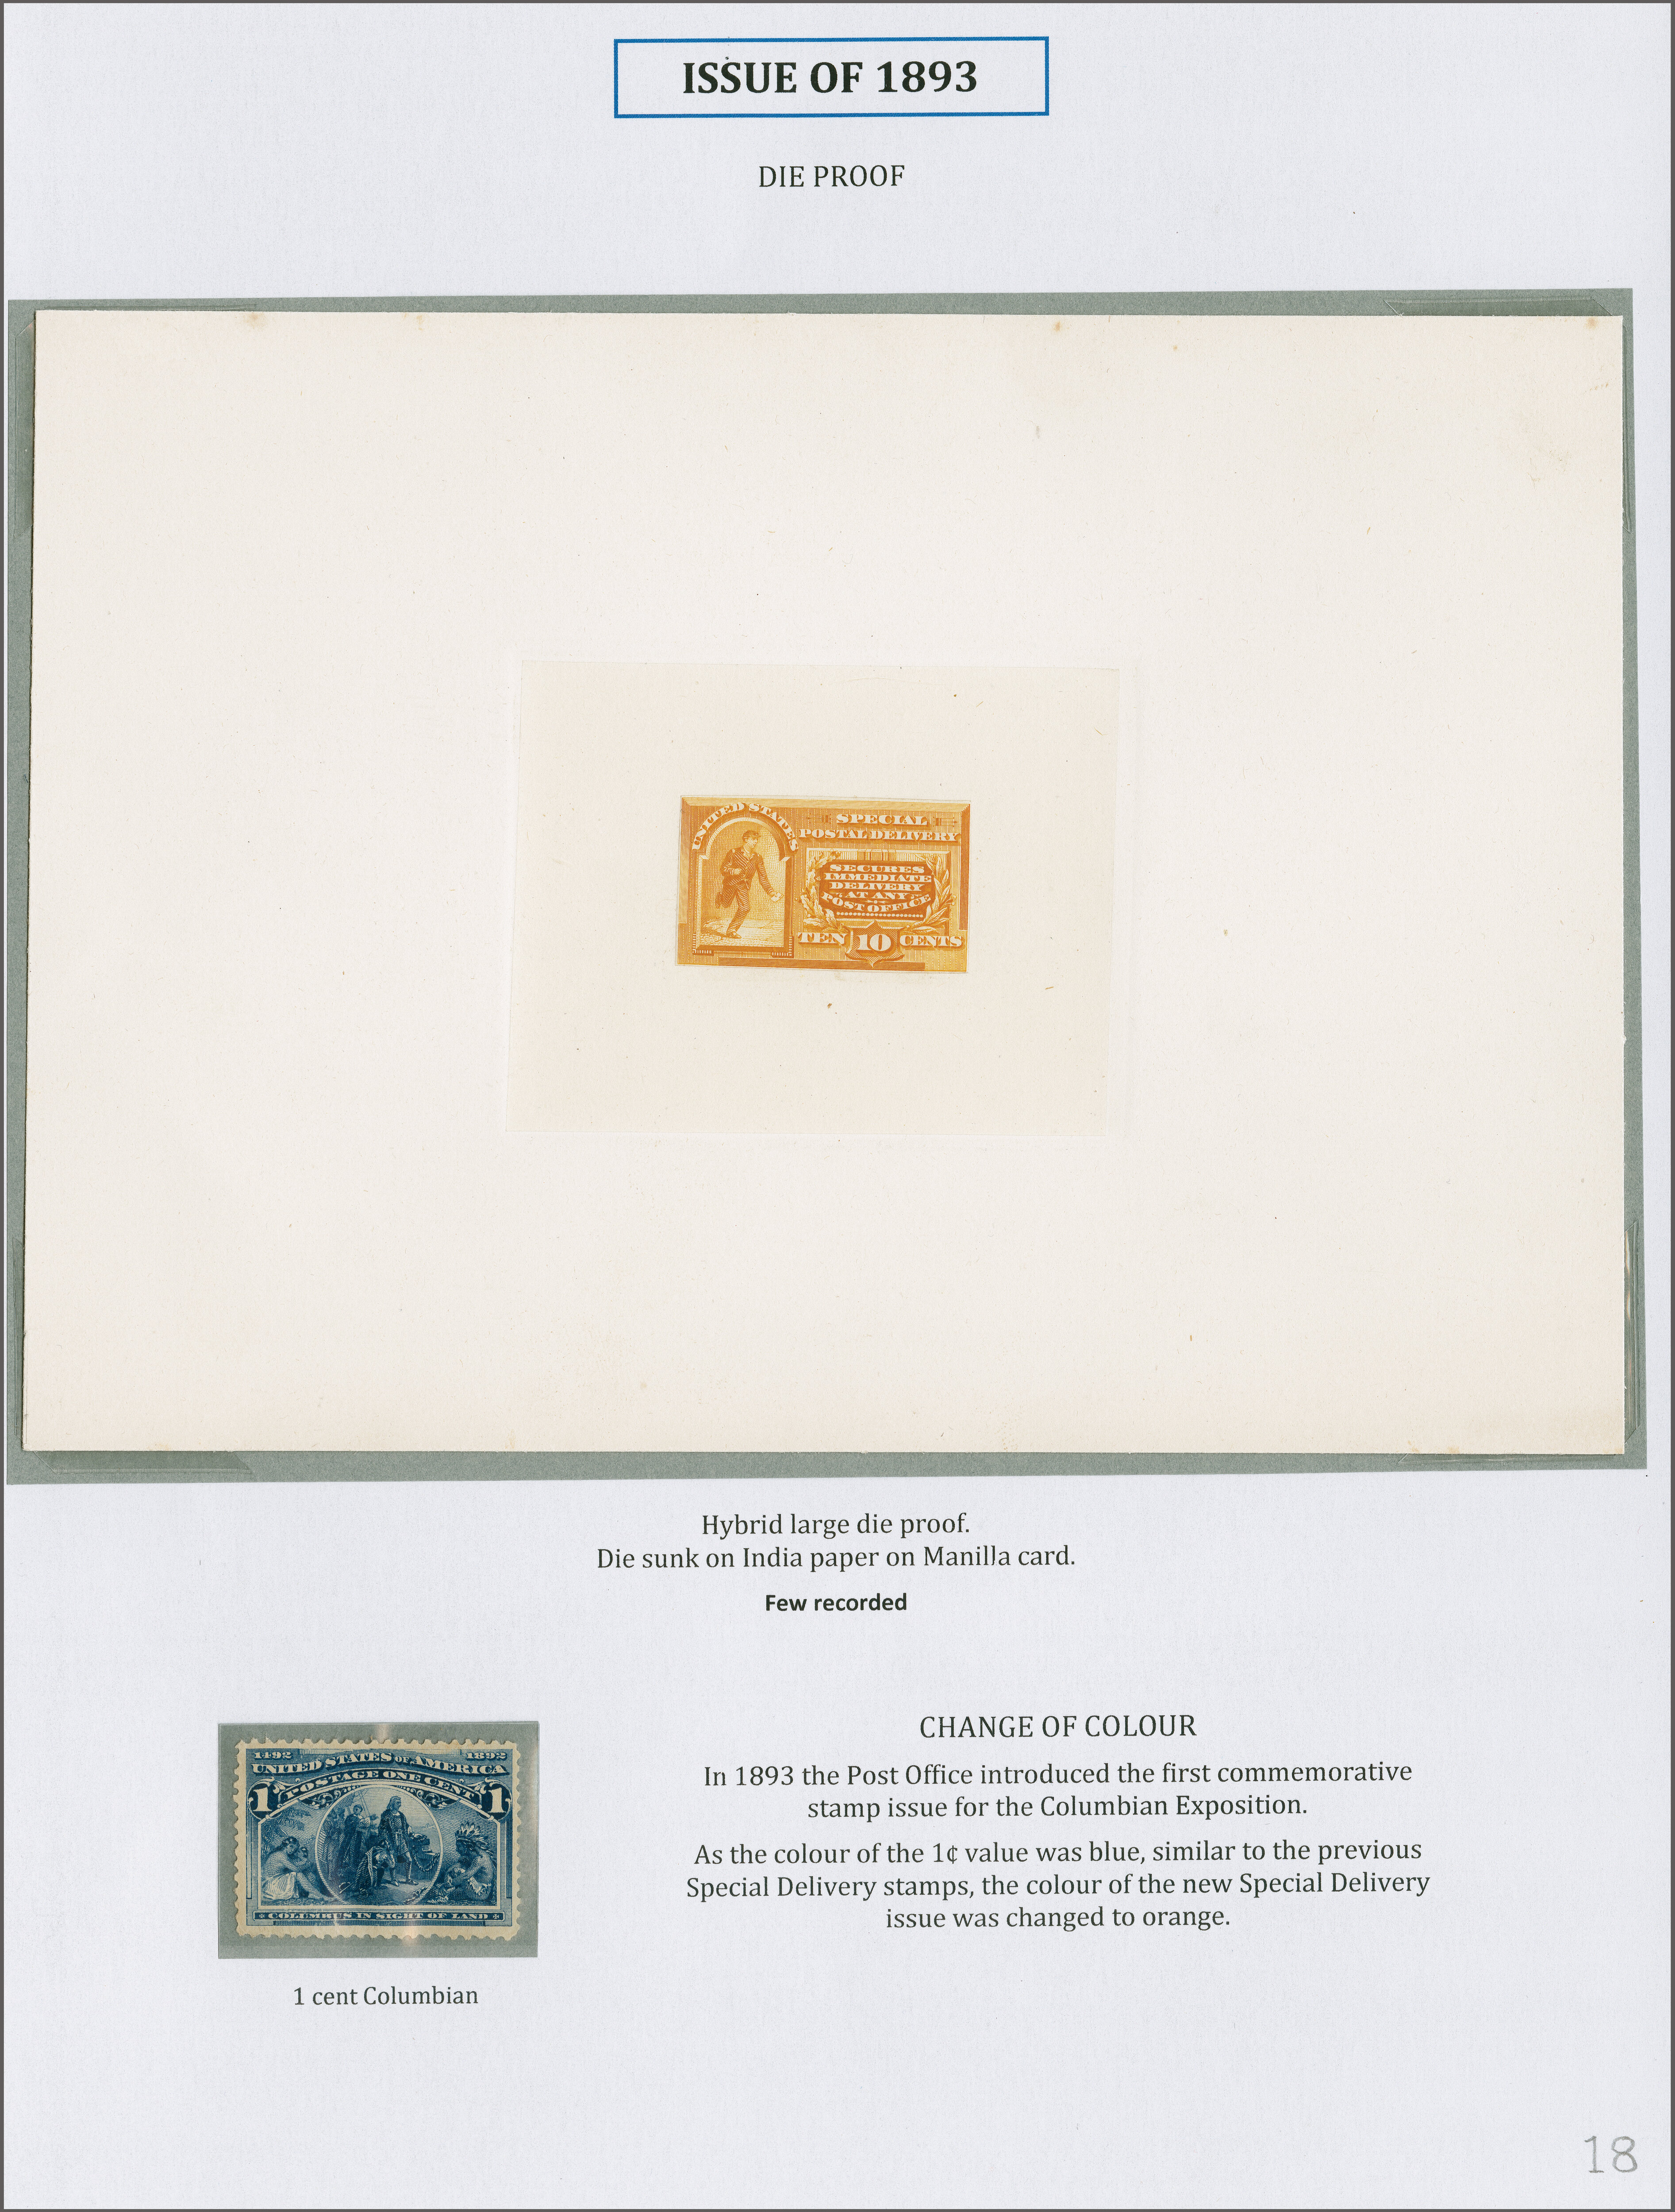 ISSUE OF 1893
DIE PROOF
UNITED STATES
SPECIAL
POSTAL DELIVERY
SECURES
IMMEDIATE
DELIVERY
AT ANY
POST OFFICE
TEN 10 CENTS
Hybrid large die proof.
Die sunk on India paper on Manilla card.
Few recorded
1492 1892
UNITED STATES OF AMERICA
POSTAGE ONE CENT
1 1
COLUMBUS IN SIGHT OF LAND
1 cent Columbian
CHANGE OF COLOUR
In 1893 the Post Office introduced the first commemorative
stamp issue for the Columbian Exposition.
As the colour of the 1¢ value was blue, similar to the previous
Special Delivery stamps, the colour of the new Special Delivery
issue was changed to orange.
18